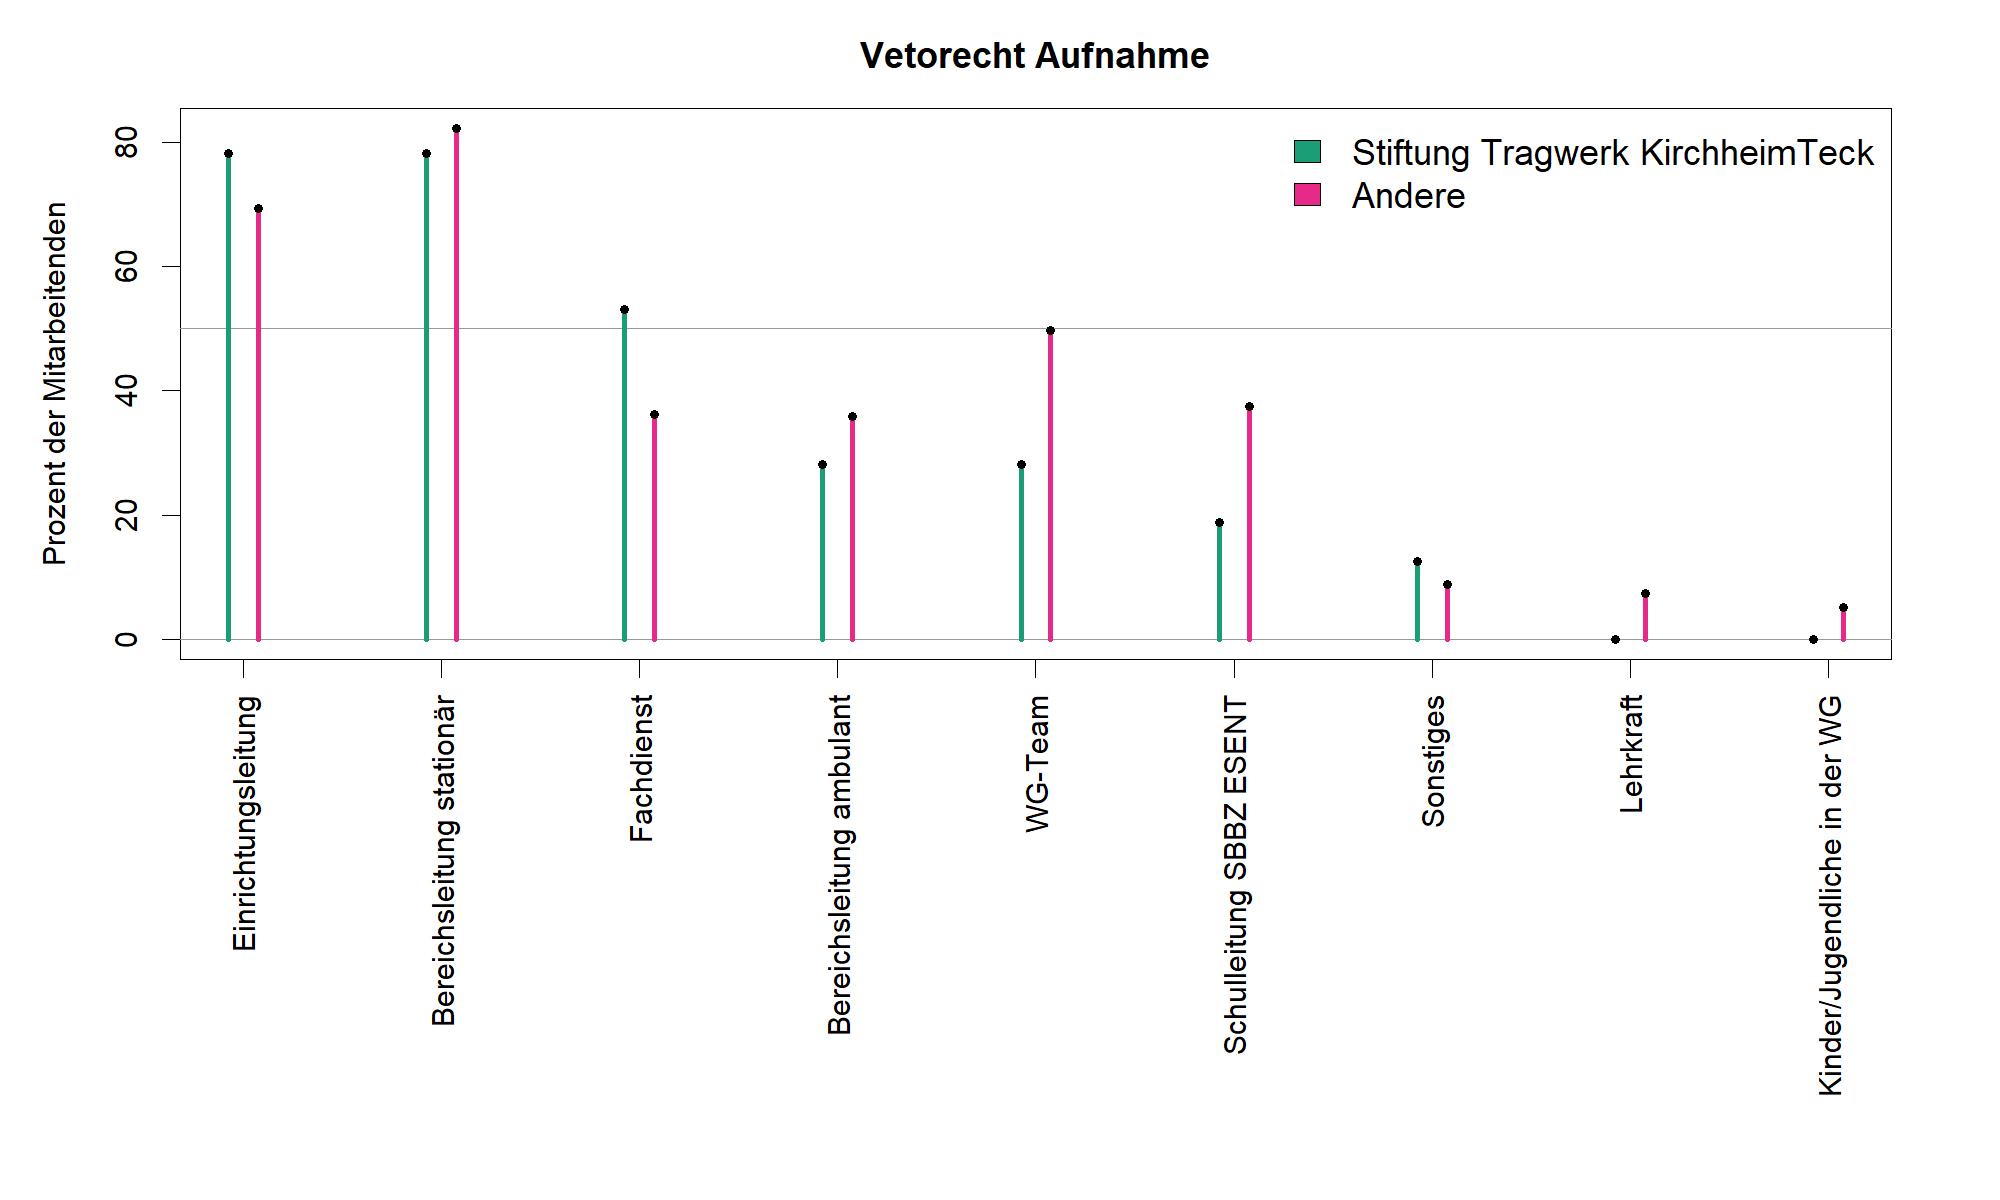 Vetorecht Aufnahme
Stiftung Tragwerk KirchheimTeck
Andere
Prozent der Mitarbeitenden
80
60
40
20
0
Einrichtungsleitung
Bereichsleitung stationär
Fachdienst
Bereichsleitung ambulant
WG-Team
Schulleitung SBBZ ESENT
Sonstiges
Lehrkraft
Kinder/Jugendliche in der WG